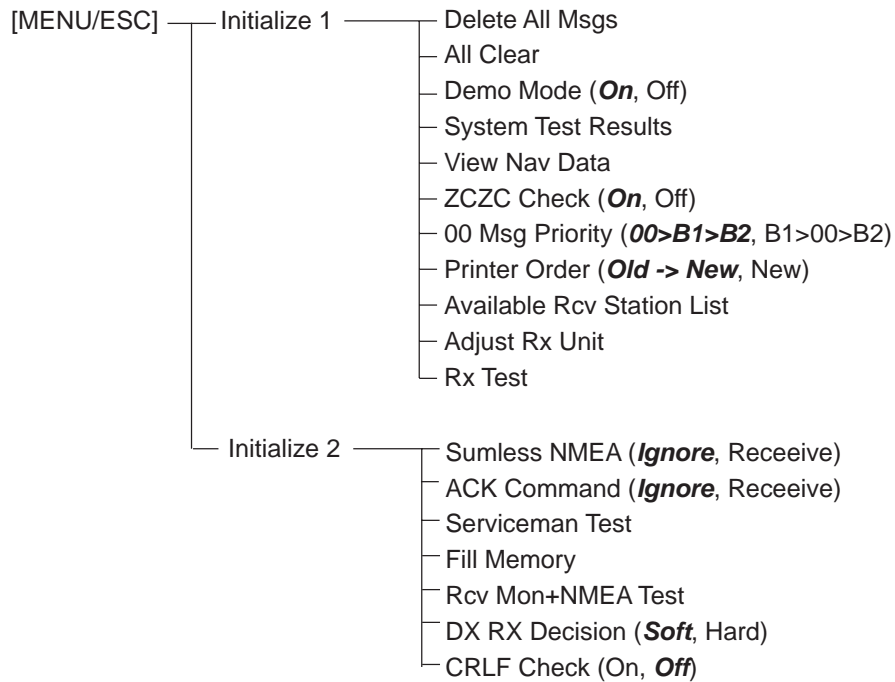 [MENU/ESC] Initialize 1 Delete All Msgs
All Clear
Demo Mode (On, Off)
System Test Results
View Nav Data
ZCZC Check (On, Off)
00 Msg Priority (00>B1>B2, B1>00>B2)
Printer Order (Old -> New, New)
Available Rcv Station List
Adjust Rx Unit
Rx Test
Initialize 2 Sumless NMEA (Ignore, Receeive)
ACK Command (Ignore, Receeive)
Serviceman Test
Fill Memory
Rcv Mon+NMEA Test
DX RX Decision (Soft, Hard)
CRLF Check (On, Off)